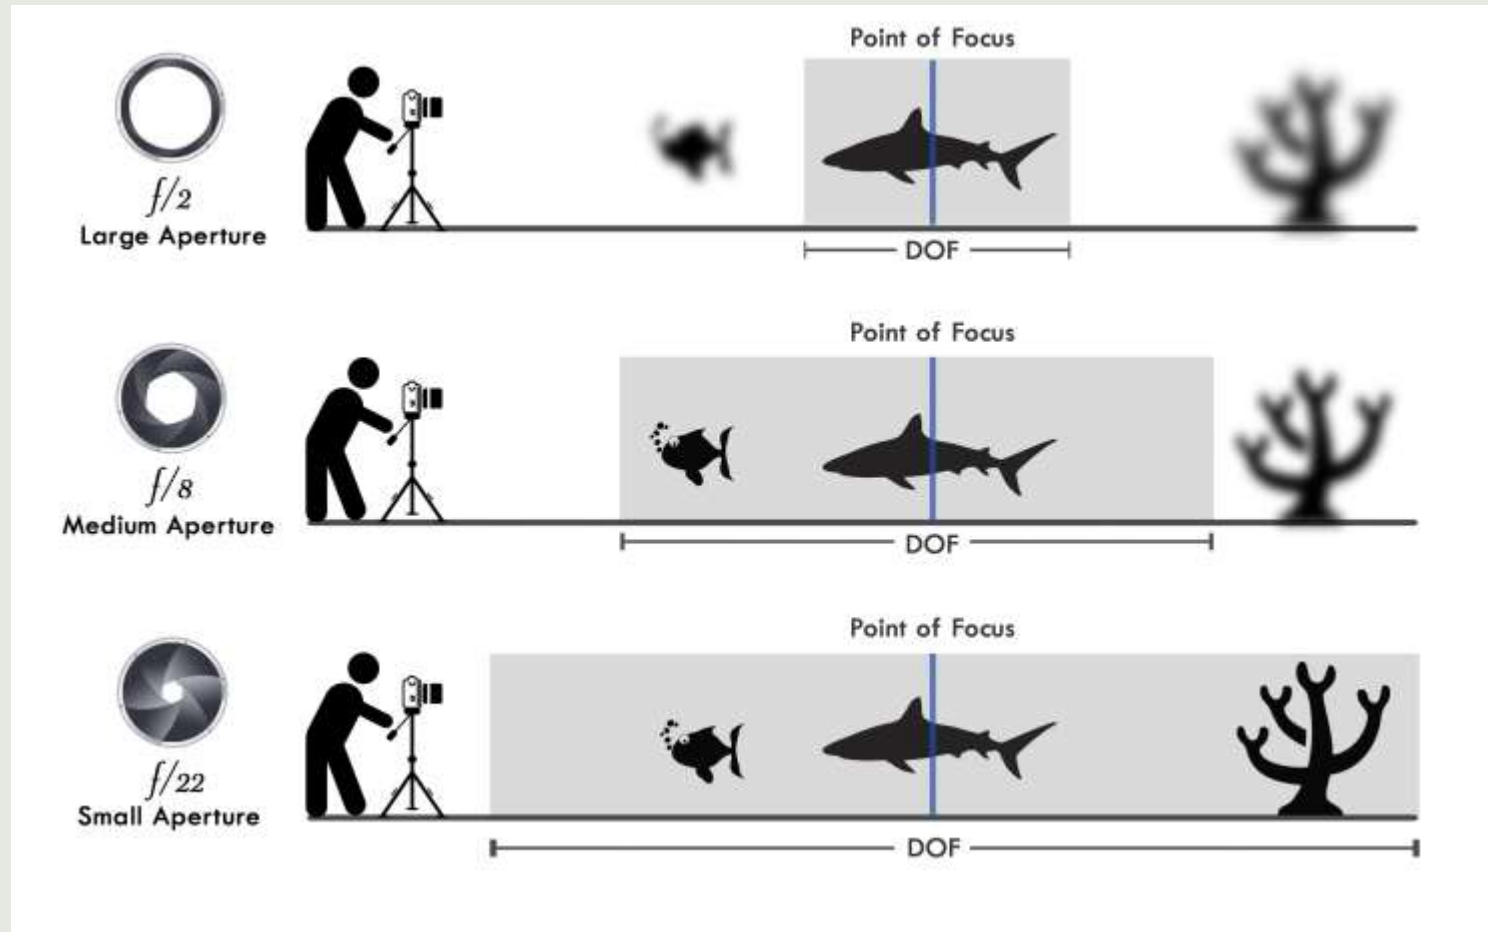 Point of Focus
f/2
Large Aperture
DOF
Point of Focus
f/8
Medium Aperture
DOF
Point of Focus
f/22
Small Aperture
DOF